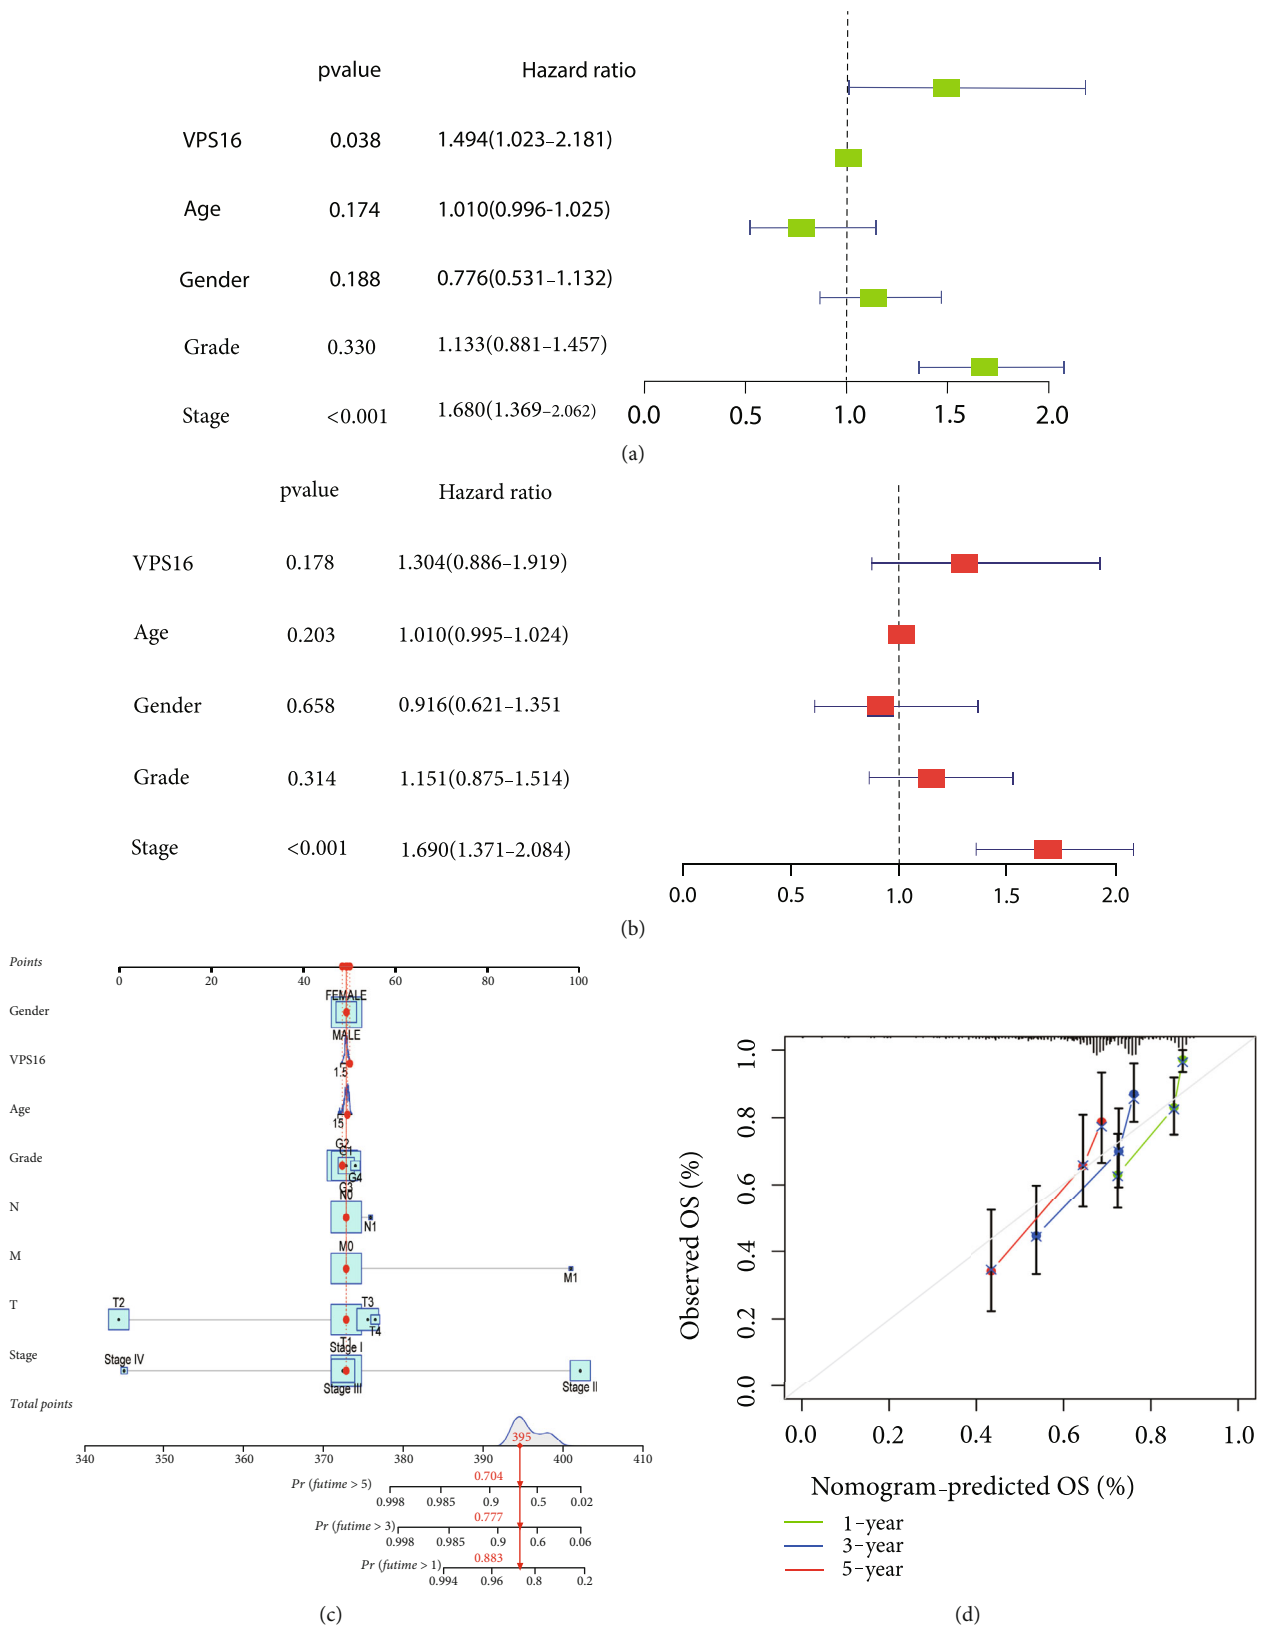 pvalue Hazard ratio
VPS16 0.038 1.494(1.023–2.181)
Age 0.174 1.010(0.996-1.025)
Gender 0.188 0.776(0.531–1.132)
Grade 0.330 1.133(0.881–1.457)
Stage <0.001 1.680(1.369–2.062)
0.0 0.5 1.0 1.5 2.0
(a)
pvalue Hazard ratio
VPS16 0.178 1.304(0.886–1.919)
Age 0.203 1.010(0.995–1.024)
Gender 0.658 0.916(0.621–1.351
Grade 0.314 1.151(0.875–1.514)
Stage <0.001 1.690(1.371–2.084)
0.0 0.5 1.0 1.5 2.0
(b)
Points
0 20 40 60 80 100
FEMALE
Gender
MALE
VPS16
1.5
Age
15
G2
G1
Grade
G4
G3
N0
N
N1
M0
M
M1
T2 T3
T
T4
T1
Stage I
Stage
Stage IV
Stage III Stage II
Total points
395
340 350 360 370 380 390 400 410
Pr (futime > 5) 0.704
0.998 0.985 0.9 0.5 0.02
Pr (futime > 3) 0.777
0.998 0.985 0.9 0.6 0.06
Pr (futime > 1) 0.883
0.994 0.96 0.8 0.2
(c)
Observed OS (%)
1.0
0.8
0.6
0.4
0.2
0.0
0.0 0.2 0.4 0.6 0.8 1.0
Nomogram–predicted OS (%)
1–year
3–year
5–year
(d)